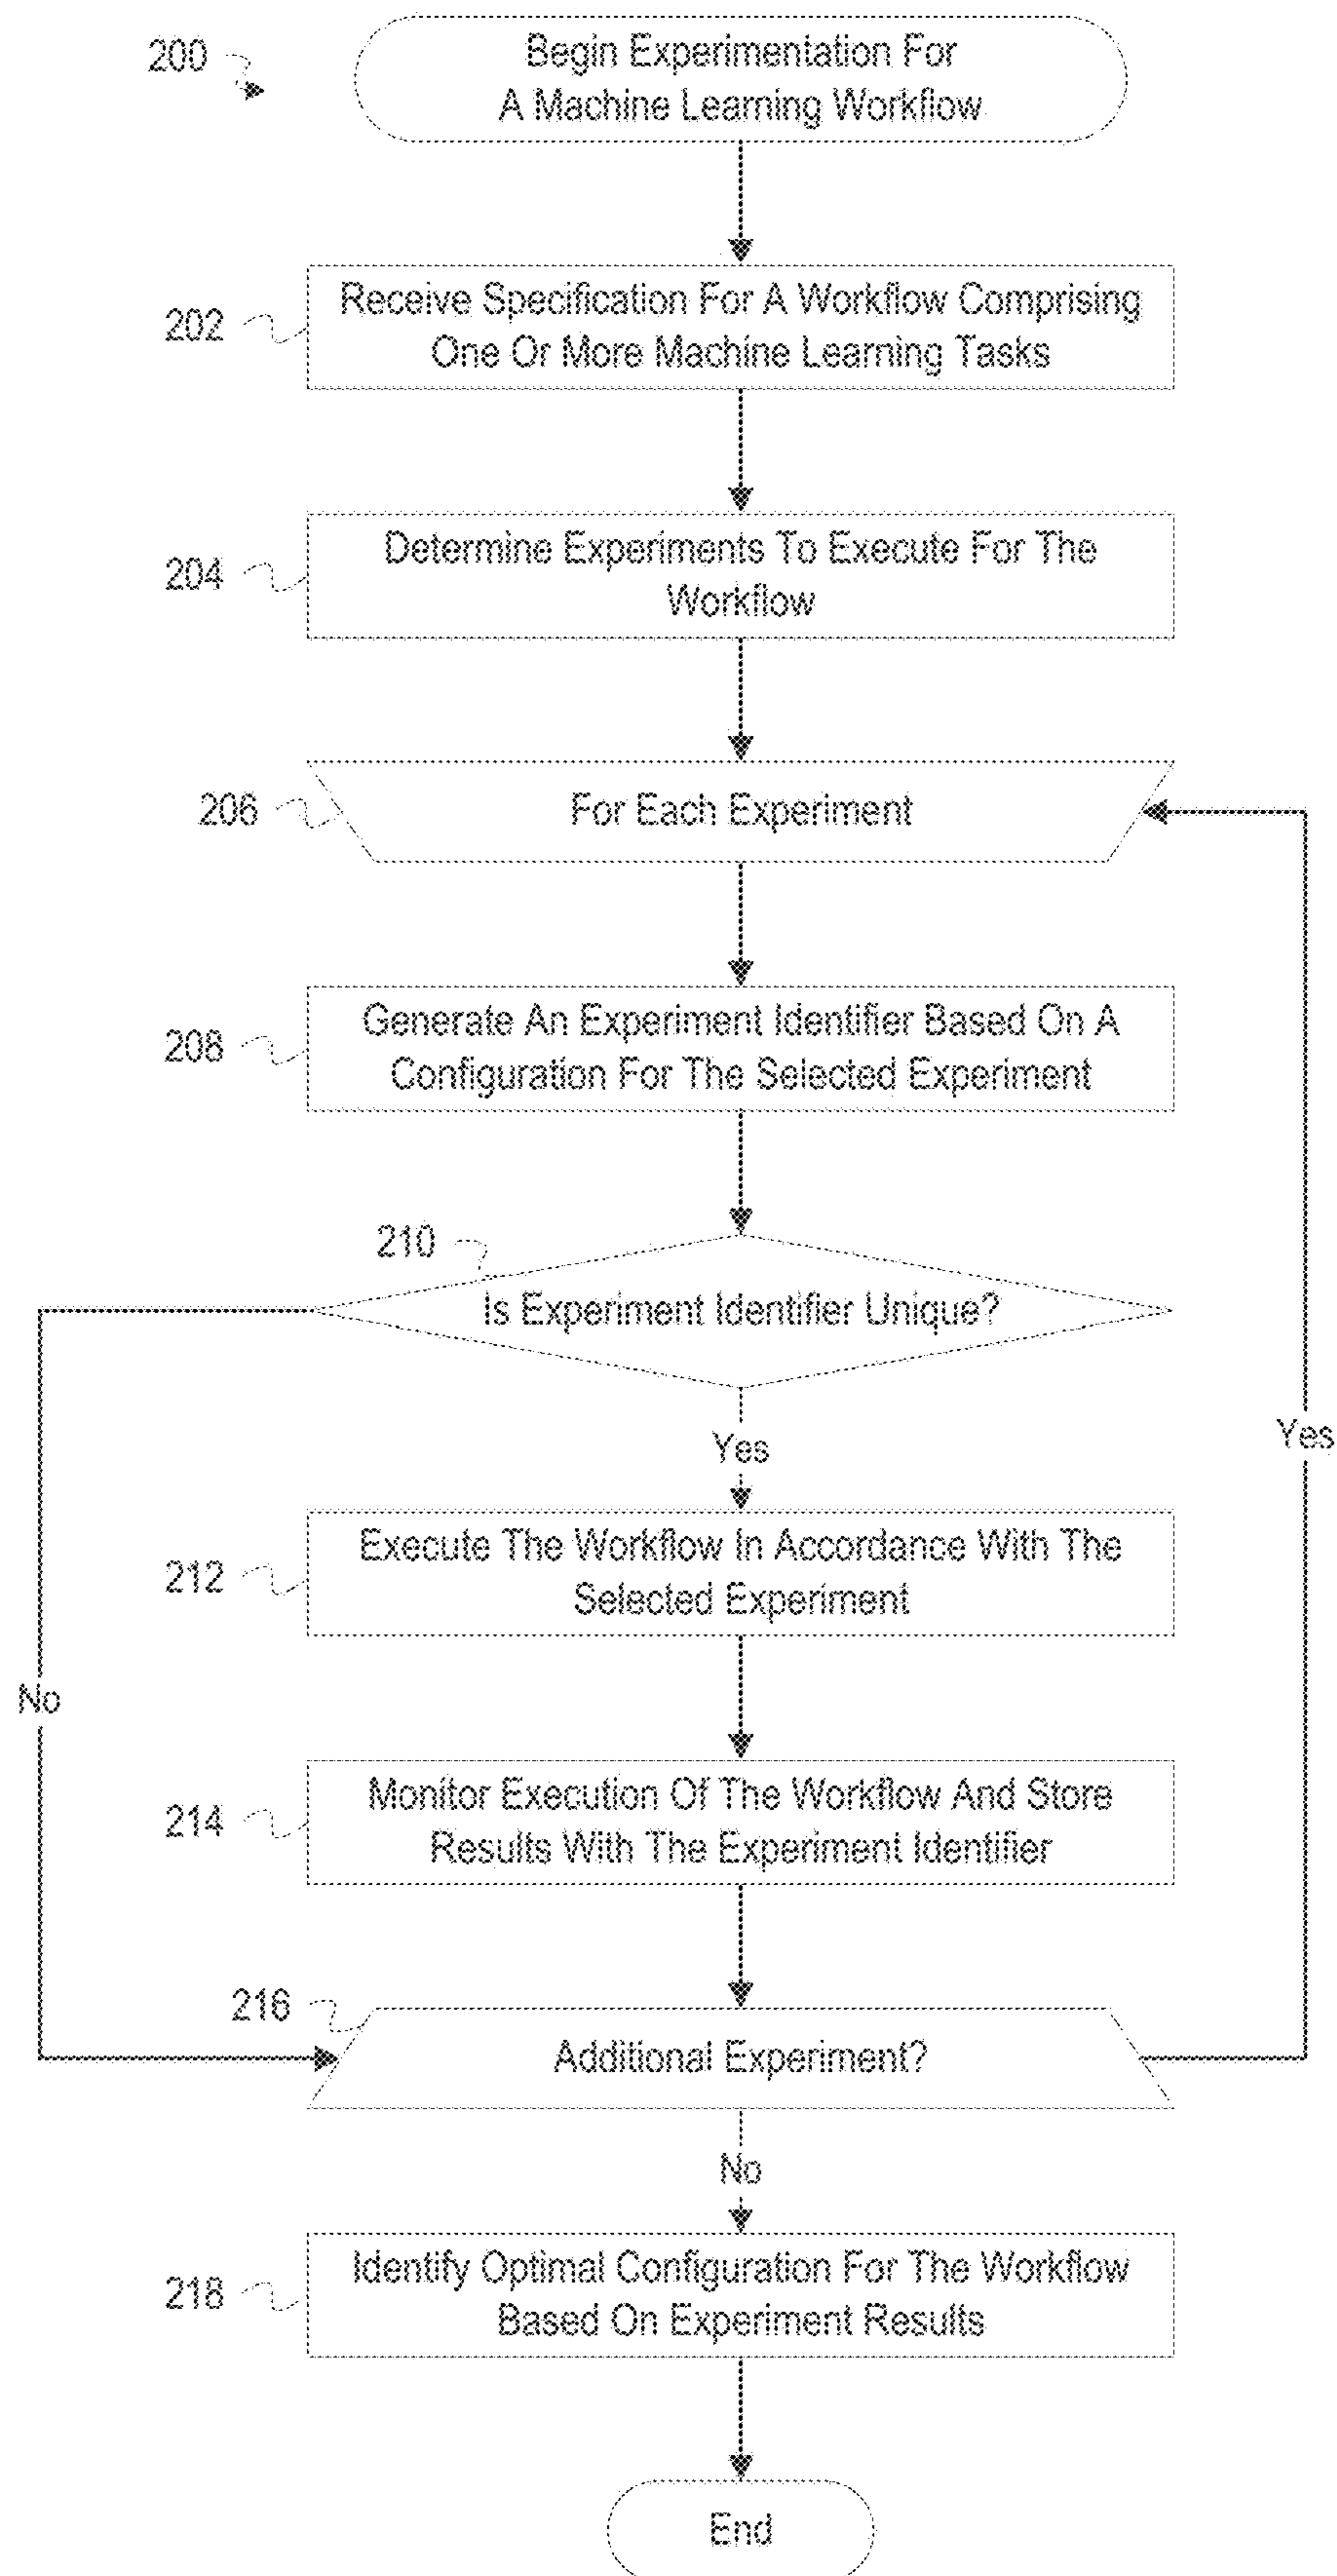 200
Begin Experimentation For
A Machine Learning Workflow
202
Receive Specification For A Workflow Comprising
One Or More Machine Learning Tasks
204
Determine Experiments To Execute For The
Workflow
206
For Each Experiment
208
Generate An Experiment Identifier Based On A
Configuration For The Selected Experiment
210
Is Experiment Identifier Unique?
Yes
Yes
212
Execute The Workflow In Accordance With The
Selected Experiment
No
214
Monitor Execution Of The Workflow And Store
Results With The Experiment Identifier
216
Additional Experiment?
No
218
Identify Optimal Configuration For The Workflow
Based On Experiment Results
End